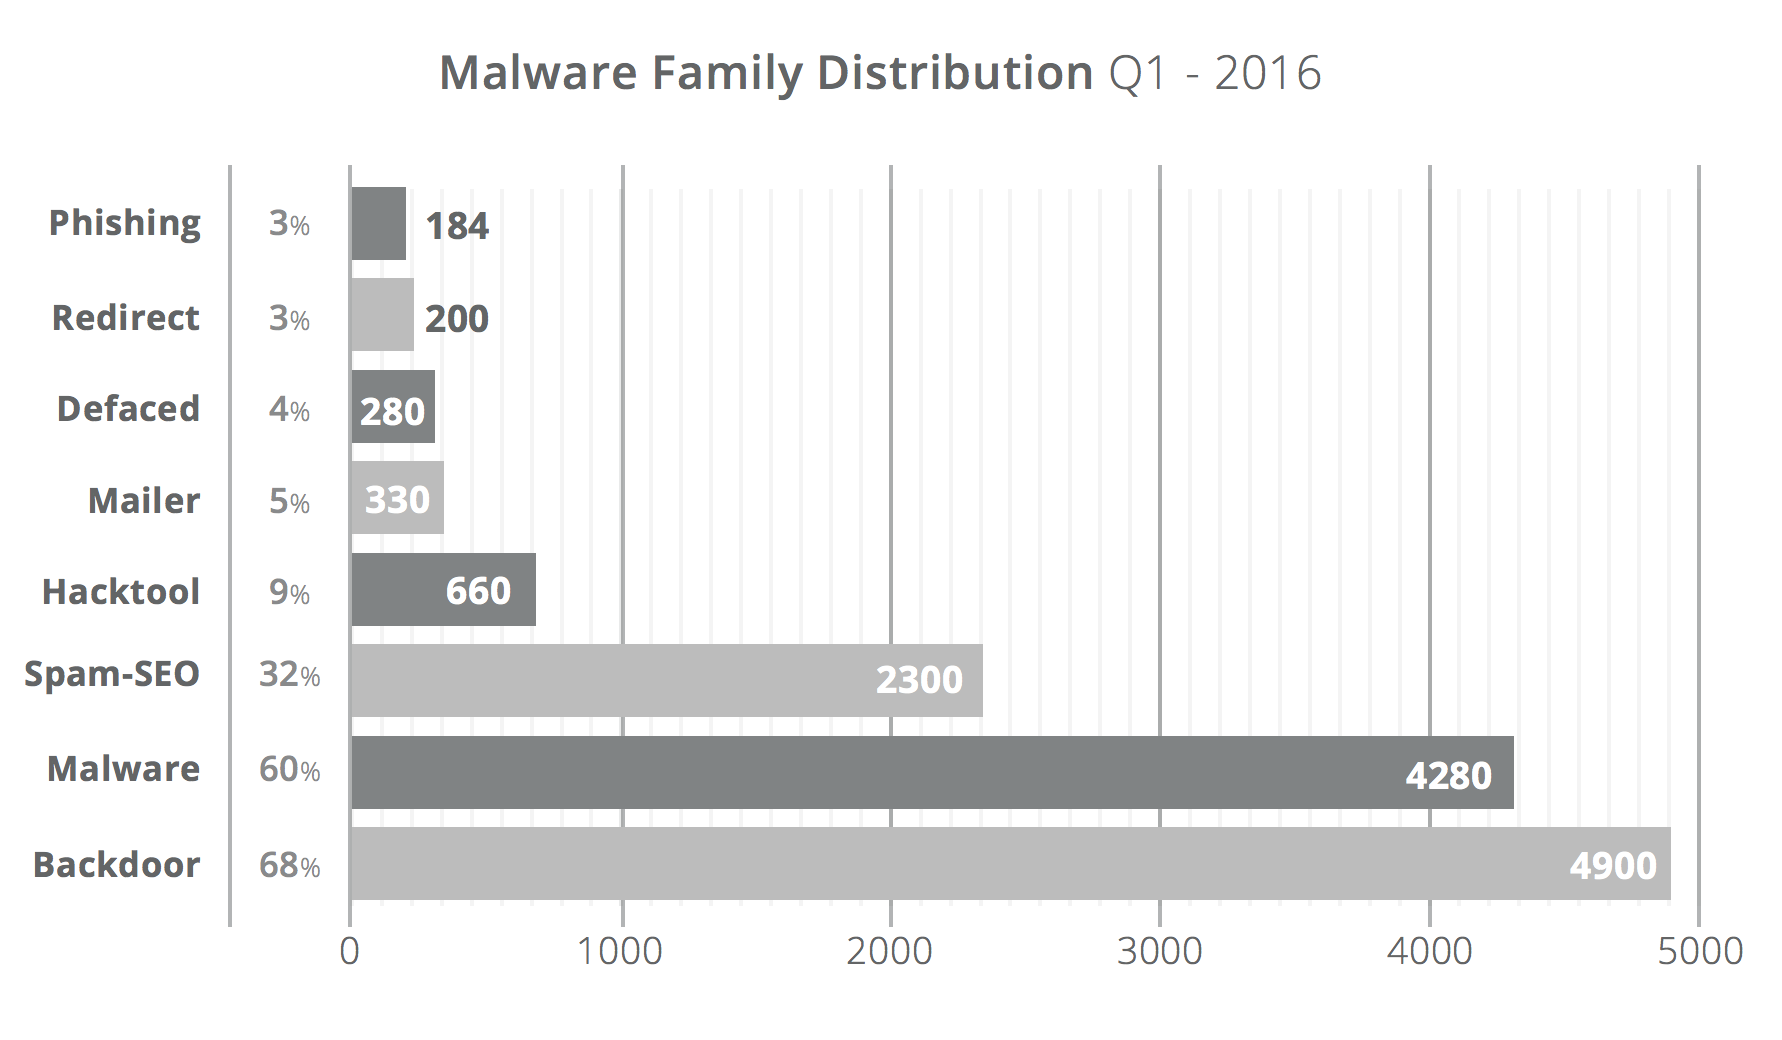 Malware Family Distribution Q1 - 2016
Phishing 3% 184
Redirect 3% 200
Defaced 4% 280
Mailer 5% 330
Hacktool 9% 660
Spam-SEO 32% 2300
Malware 60% 4280
Backdoor 68% 4900
0 1000 2000 3000 4000 5000